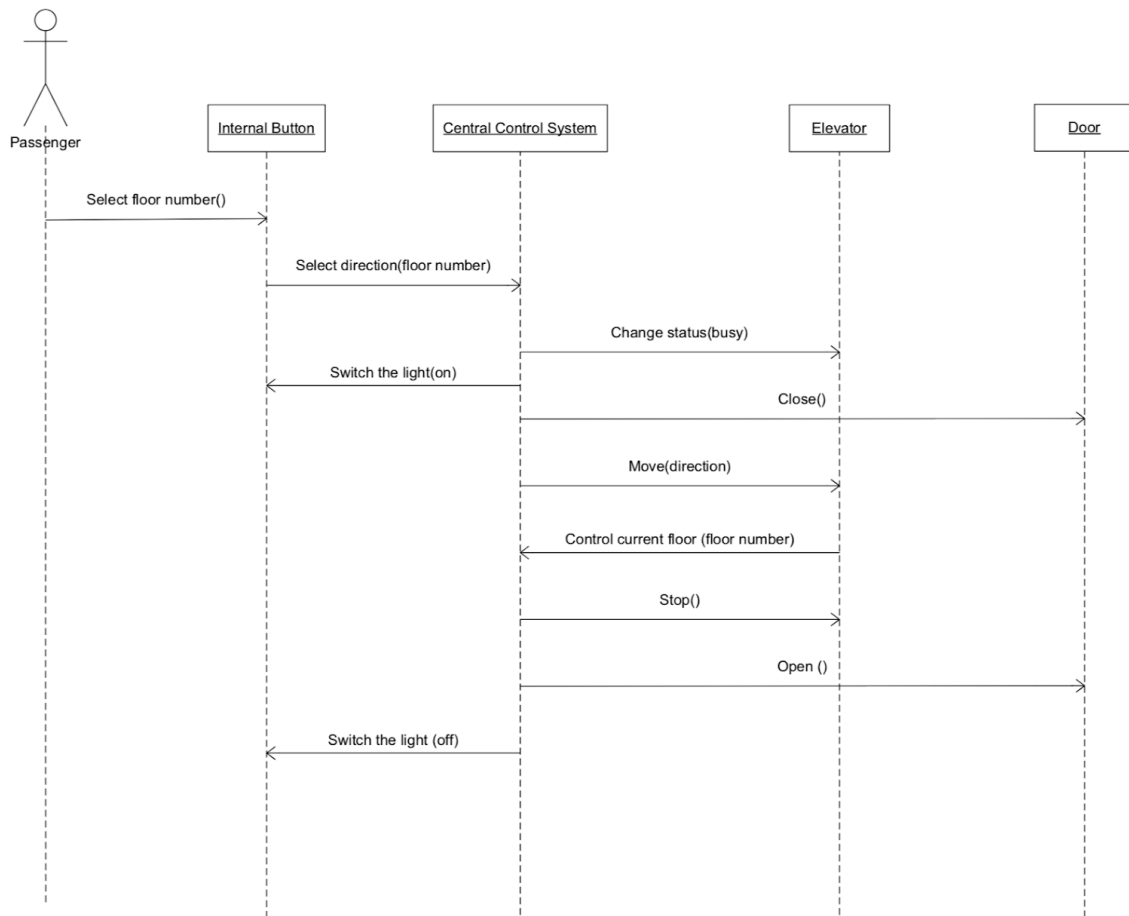 Passenger
Internal Button
Central Control System
Elevator
Door
Select floor number()
Select direction(floor number)
Change status(busy)
Switch the light(on)
Close()
Move(direction)
Control current floor (floor number)
Stop()
Open ()
Switch the light (off)